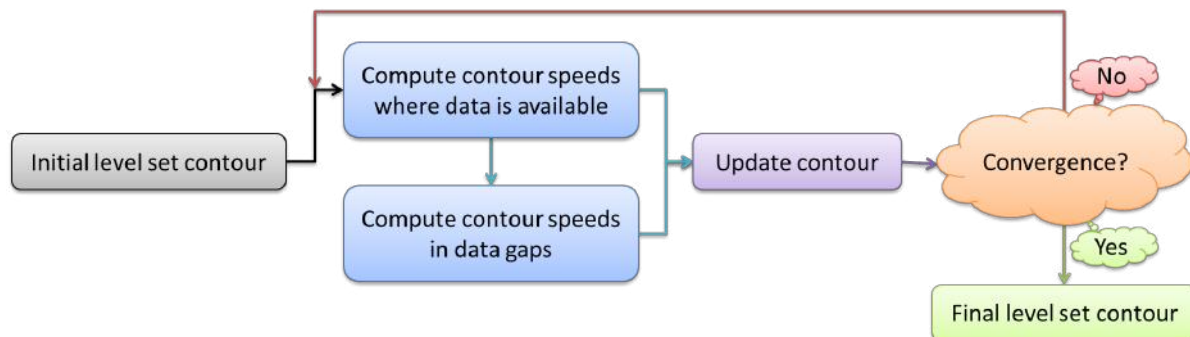 Initial level set contour
Compute contour speeds
where data is available
Compute contour speeds
in data gaps
Update contour
Convergence?
No
Yes
Final level set contour